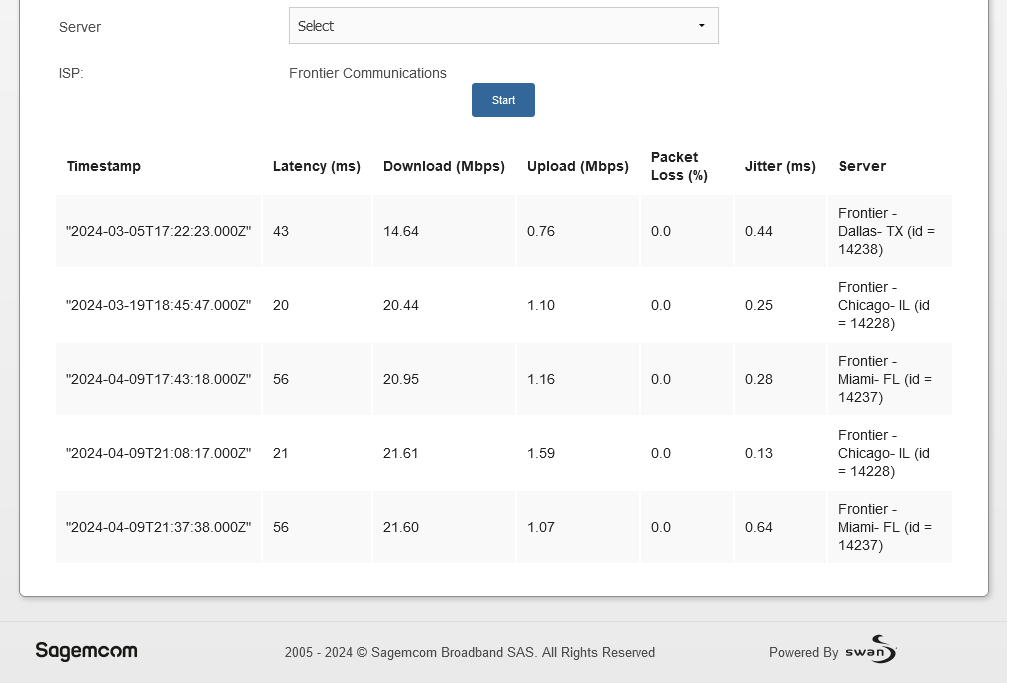 Server
Select
ISP:
Frontier Communications
Start
Timestamp Latency (ms) Download (Mbps) Upload (Mbps) Packet Loss (%) Jitter (ms) Server
"2024-03-05T17:22:23.000Z" 43 14.64 0.76 0.0 0.44 Frontier - Dallas- TX (id = 14238)
"2024-03-19T18:45:47.000Z" 20 20.44 1.10 0.0 0.25 Frontier - Chicago- IL (id = 14228)
"2024-04-09T17:43:18.000Z" 56 20.95 1.16 0.0 0.28 Frontier - Miami- FL (id = 14237)
"2024-04-09T21:08:17.000Z" 21 21.61 1.59 0.0 0.13 Frontier - Chicago- IL (id = 14228)
"2024-04-09T21:37:38.000Z" 56 21.60 1.07 0.0 0.64 Frontier - Miami- FL (id = 14237)
Sagemcom
2005 - 2024 © Sagemcom Broadband SAS. All Rights Reserved
Powered By swan